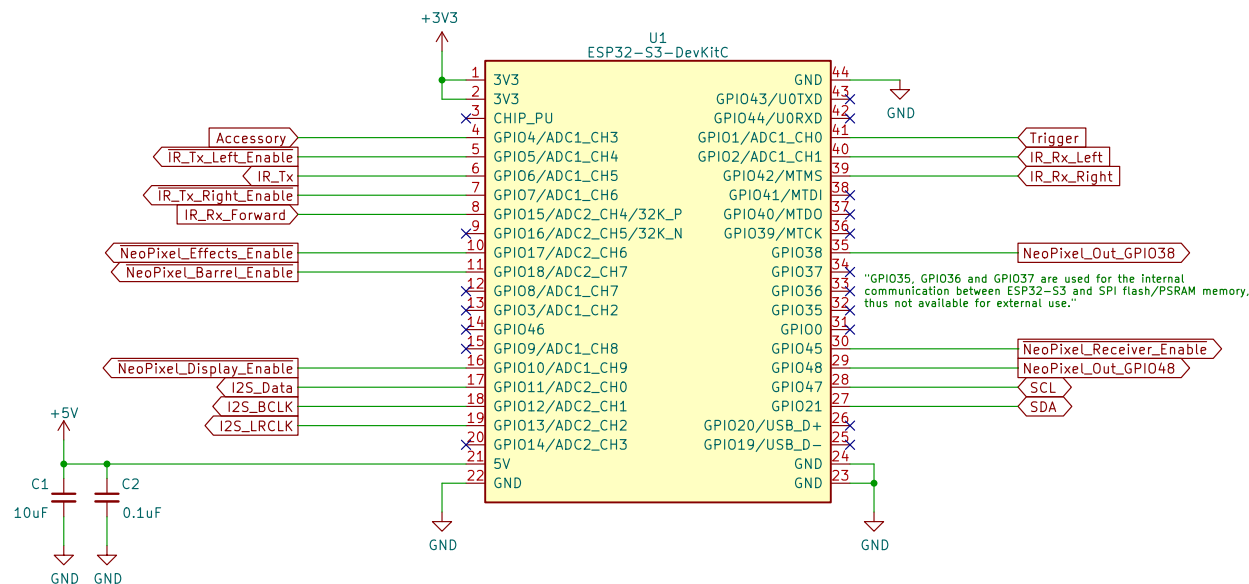 +3V3
U1
ESP32-S3-DevKitC
1 3V3
2 3V3
3 CHIP_PU
Accessory 4 GPIO4/ADC1_CH3
IR_Tx_Left_Enable 5 GPIO5/ADC1_CH4
IR_Tx 6 GPIO6/ADC1_CH5
IR_Tx_Right_Enable 7 GPIO7/ADC1_CH6
IR_Rx_Forward 8 GPIO15/ADC2_CH4/32K_P
9 GPIO16/ADC2_CH5/32K_N
NeoPixel_Effects_Enable 10 GPIO17/ADC2_CH6
NeoPixel_Barrel_Enable 11 GPIO18/ADC2_CH7
12 GPIO8/ADC1_CH7
13 GPIO3/ADC1_CH2
14 GPIO46
15 GPIO9/ADC1_CH8
NeoPixel_Display_Enable 16 GPIO10/ADC1_CH9
I2S_Data 17 GPIO11/ADC2_CH0
I2S_BCLK 18 GPIO12/ADC2_CH1
I2S_LRCLK 19 GPIO13/ADC2_CH2
20 GPIO14/ADC2_CH3
21 5V
22 GND
GND 44
GPIO43/U0TXD 43
GPIO44/U0RXD 42
GPIO1/ADC1_CH0 41 Trigger
GPIO2/ADC1_CH1 40 IR_Rx_Left
GPIO42/MTMS 39 IR_Rx_Right
GPIO41/MTDI 38
GPIO40/MTDO 37
GPIO39/MTCK 36
GPIO38 35 NeoPixel_Out_GPIO38
GPIO37 34
GPIO36 33
GPIO35 32
GPIO0 31
GPIO45 30 NeoPixel_Receiver_Enable
GPIO48 29 NeoPixel_Out_GPIO48
GPIO47 28 SCL
GPIO21 27 SDA
GPIO20/USB_D+ 26
GPIO19/USB_D- 25
GND 24
GND 23
GND
"GPIO35, GPIO36 and GPIO37 are used for the internal
communication between ESP32-S3 and SPI flash/PSRAM memory,
thus not available for external use."
+5V
C1
10uF
C2
0.1uF
GND
GND
GND
GND